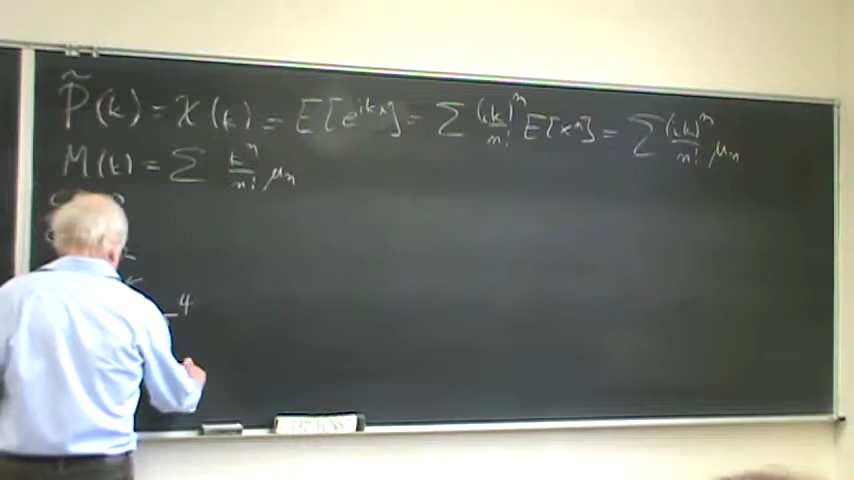 P̃(k) = χ(k) = E[e^{ikx}] = ∑ (ik)^n/n! E[x^n] = ∑ (ik)^n/n! μ_n
M(k) = ∑ k^n/n! μ_n
4